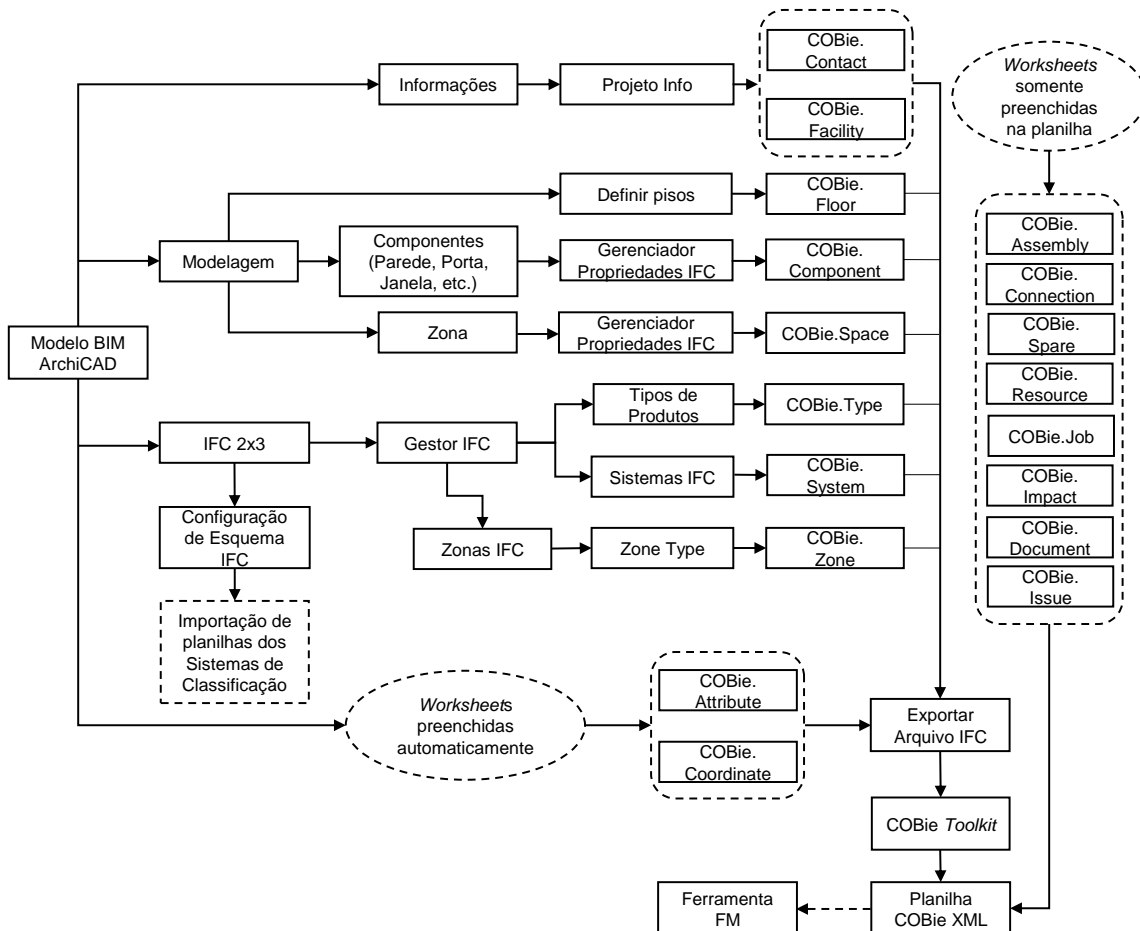 COBie.
Contact
Informações
Projeto Info
COBie.
Facility
Worksheets
somente
preenchidas
na planilha
Definir pisos
COBie.
Floor
Modelagem
Componentes
(Parede, Porta,
Janela, etc.)
Gerenciador
Propriedades IFC
COBie.
Component
Zona
Gerenciador
Propriedades IFC
COBie.Space
Modelo BIM
ArchiCAD
COBie.
Assembly
COBie.
Connection
COBie.
Spare
COBie.
Resource
COBie.Job
COBie.
Impact
COBie.
Document
COBie.
Issue
Tipos de
Produtos
COBie.Type
IFC 2x3
Gestor IFC
Sistemas IFC
COBie.
System
Configuração
de Esquema
IFC
Zonas IFC
Zone Type
COBie.
Zone
Importação de
planilhas dos
Sistemas de
Classificação
Worksheets
preenchidas
automaticamente
COBie.
Attribute
COBie.
Coordinate
Exportar
Arquivo IFC
COBie Toolkit
Ferramenta
FM
Planilha
COBie XML